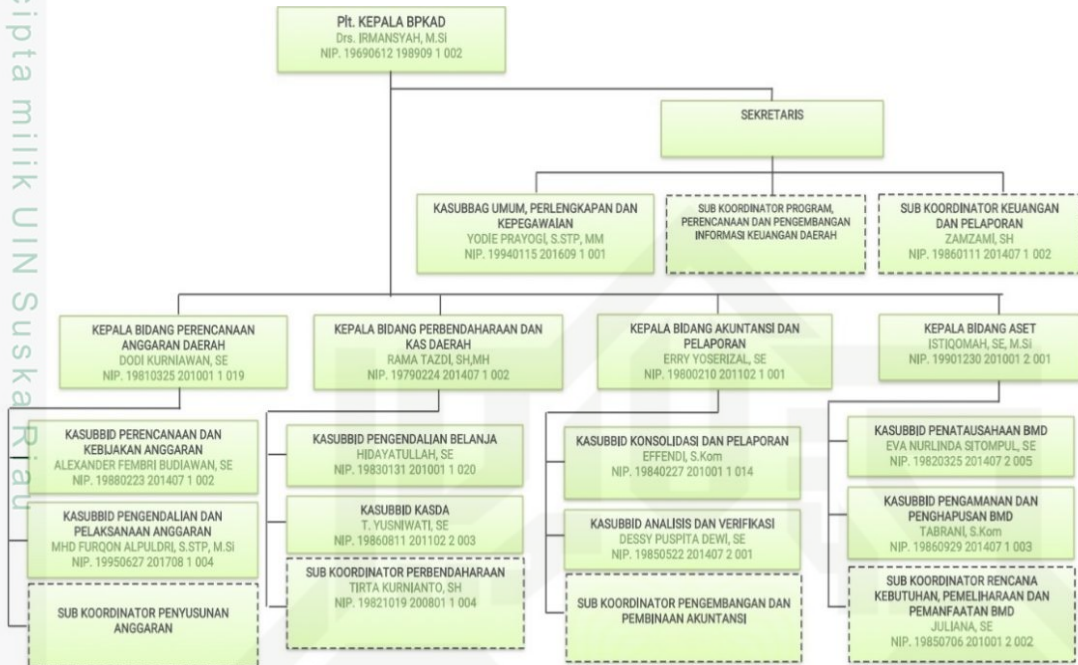 cipta milik UIN Suska Riau
Plt. KEPALA BPKAD
Drs. IRMANSYAH, M.Si
NIP. 19690612 198909 1 002
SEKRETARIS
KASUBBAG UMUM, PERLENGKAPAN DAN
KEPEGAWAIAN
YODIE PRAYOGI, S.STP, MM
NIP. 19940115 201609 1 001
SUB KOORDINATOR PROGRAM,
PERENCANAAN DAN PENGEMBANGAN
INFORMASI KEUANGAN DAERAH
SUB KOORDINATOR KEUANGAN
DAN PELAPORAN
ZAMZAMI, SH
NIP. 19860111 201407 1 002
KEPALA BIDANG PERENCANAAN
ANGGARAN DAERAH
DODI KURNIAWAN, SE
NIP. 19810325 201001 1 019
KEPALA BIDANG PERBENDAHARAAN DAN
KAS DAERAH
RAMA TAZDI, SH,MH
NIP. 19790224 201407 1 002
KEPALA BIDANG AKUNTANSI DAN
PELAPORAN
ERRY YOSERIZAL, SE
NIP. 19800210 201102 1 001
KEPALA BIDANG ASET
ISTIQOMAH, SE, M.Si
NIP. 19901230 201001 2 001
KASUBBID PERENCANAAN DAN
KEBIJAKAN ANGGARAN
ALEXANDER FEMBRI BUDIAWAN, SE
NIP. 19880223 201407 1 002
KASUBBID PENGENDALIAN DAN
PELAKSANAAN ANGGARAN
MHD FURQON ALPULDRI, S.STP, M.Si
NIP. 19950627 201708 1 004
SUB KOORDINATOR PENYUSUNAN
ANGGARAN
KASUBBID PENGENDALIAN BELANJA
HIDAYATULLAH, SE
NIP. 19830131 201001 1 020
KASUBBID KASDA
T. YUSNIWATI, SE
NIP. 19860811 201102 2 003
SUB KOORDINATOR PERBENDAHARAAN
TIRTA KURNIANTO, SH
NIP. 19821019 200801 1 004
KASUBBID KONSOLIDASI DAN PELAPORAN
EFFENDI, S.Kom
NIP. 19840227 201001 1 014
KASUBBID ANALISIS DAN VERIFIKASI
DESSY PUSPITA DEWI, SE
NIP. 19850522 201407 2 001
SUB KOORDINATOR PENGEMBANGAN DAN
PEMBINAAN AKUNTANSI
KASUBBID PENATAUSAHAAN BMD
EVA NURLINDA SITOMPUL, SE
NIP. 19820325 201407 2 005
KASUBBID PENGAMANAN DAN
PENGHAPUSAN BMD
TABRANI, S.Kom
NIP. 19860929 201407 1 003
SUB KOORDINATOR RENCANA
KEBUTUHAN, PEMELIHARAAN DAN
PEMANFAATAN BMD
JULIANA, SE
NIP. 19850706 201001 2 002